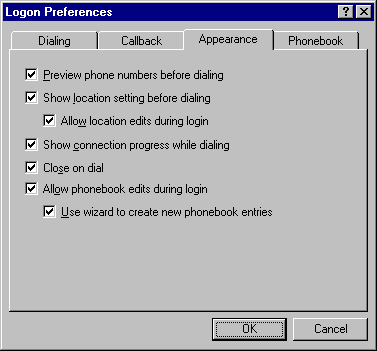 Logon Preferences
Dialing Callback Appearance Phonebook
Preview phone numbers before dialing
Show location setting before dialing
Allow location edits during login
Show connection progress while dialing
Close on dial
Allow phonebook edits during login
Use wizard to create new phonebook entries
OK Cancel